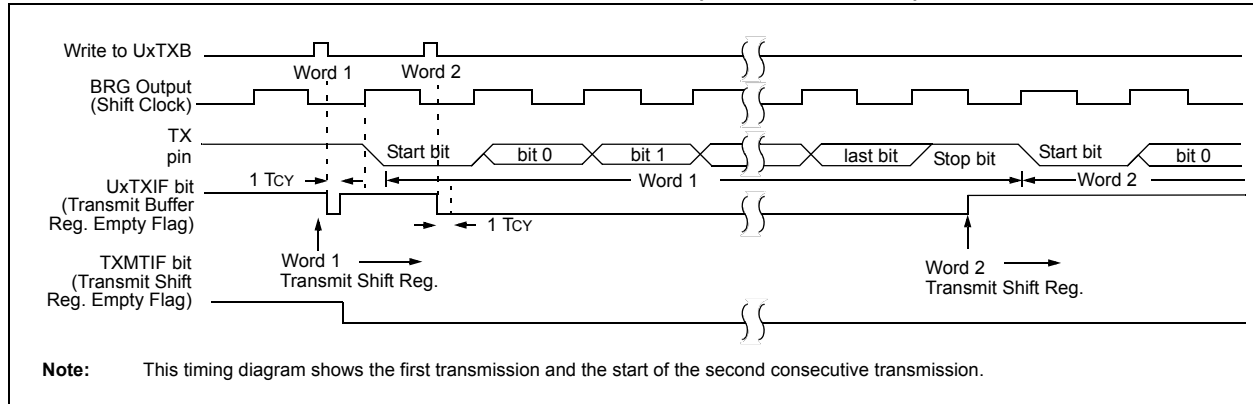 Write to UxTXB
Word 1
Word 2
BRG Output
(Shift Clock)
TX
pin
Start bit
bit 0
bit 1
last bit
Stop bit
Start bit
bit 0
1 TCY
Word 1
Word 2
UxTXIF bit
(Transmit Buffer
Reg. Empty Flag)
1 TCY
Word 1
Transmit Shift Reg.
Word 2
Transmit Shift Reg.
TXMTIF bit
(Transmit Shift
Reg. Empty Flag)
Note: This timing diagram shows the first transmission and the start of the second consecutive transmission.